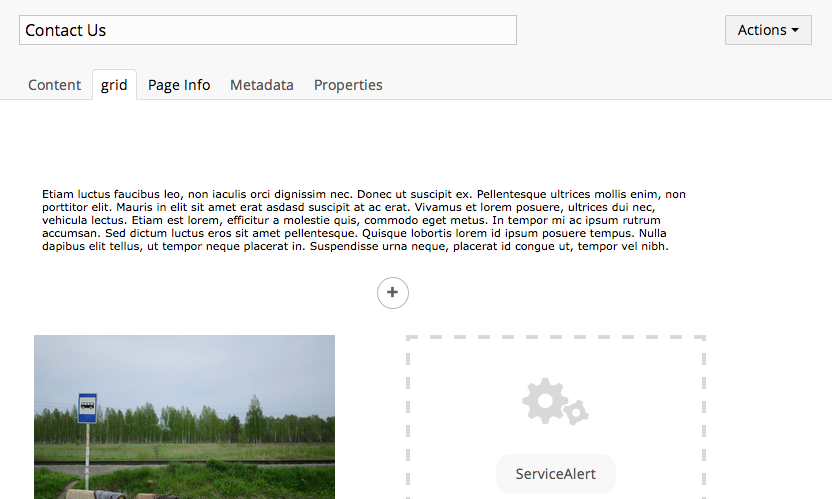 Contact Us
Actions
Content grid Page Info Metadata Properties
Etiam luctus faucibus leo, non iaculis orci dignissim nec. Donec ut suscipit ex. Pellentesque ultrices mollis enim, non
porttitor elit. Mauris in elit sit amet erat asdasd suscipit at ac erat. Vivamus et lorem posuere, ultrices dui nec,
vehicula lectus. Etiam est lorem, efficitur a molestie quis, commodo eget metus. In tempor mi ac ipsum rutrum
accumsan. Sed dictum luctus eros sit amet pellentesque. Quisque lobortis lorem id ipsum posuere tempus. Nulla
dapibus elit tellus, ut tempor neque placerat in. Suspendisse urna neque, placerat id congue ut, tempor vel nibh.
ServiceAlert